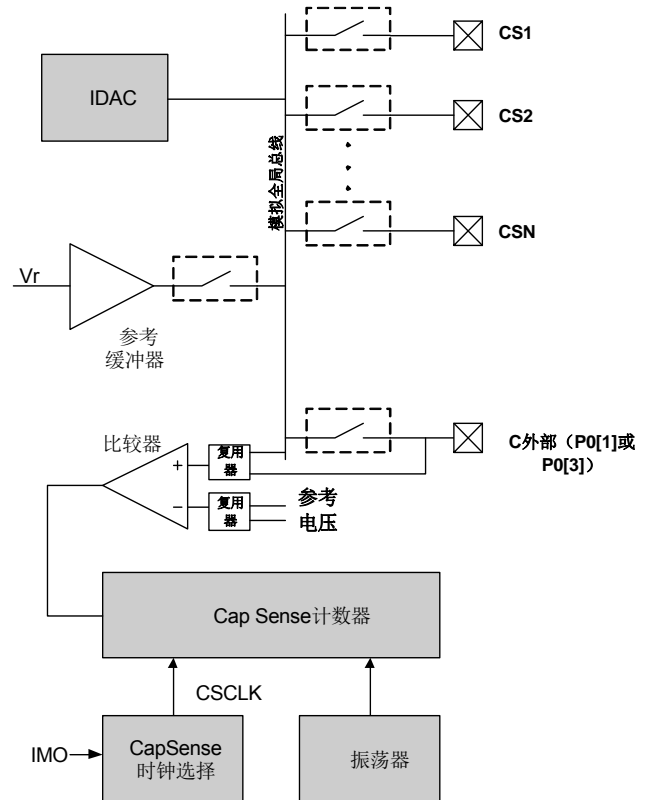 CS1
IDAC
CS2
模拟全局总线
CSN
Vr
参考
缓冲器
比较器
复用
器
C外部（P0[1]或
P0[3]）
+
复用
器
−
参考
电压
Cap Sense计数器
CSCLK
IMO
CapSense
时钟选择
振荡器